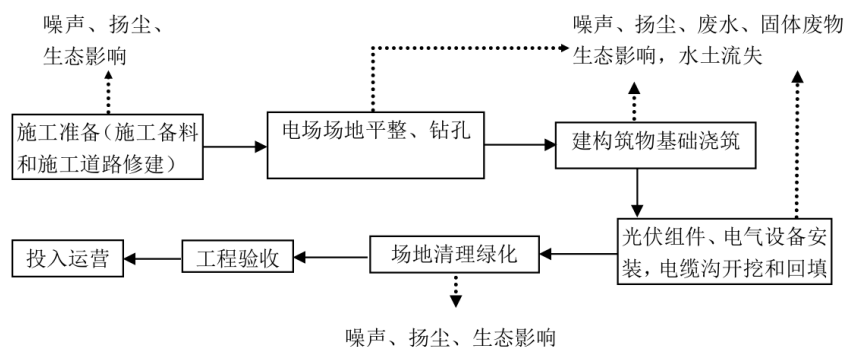 噪声、扬尘、
生态影响
噪声、扬尘、废水、固体废物
生态影响，水土流失
施工准备（施工备料
和施工道路修建）
电场场地平整、钻孔
建构筑物基础浇筑
光伏组件、电气设备安
装，电缆沟开挖和回填
场地清理绿化
工程验收
投入运营
噪声、扬尘、生态影响